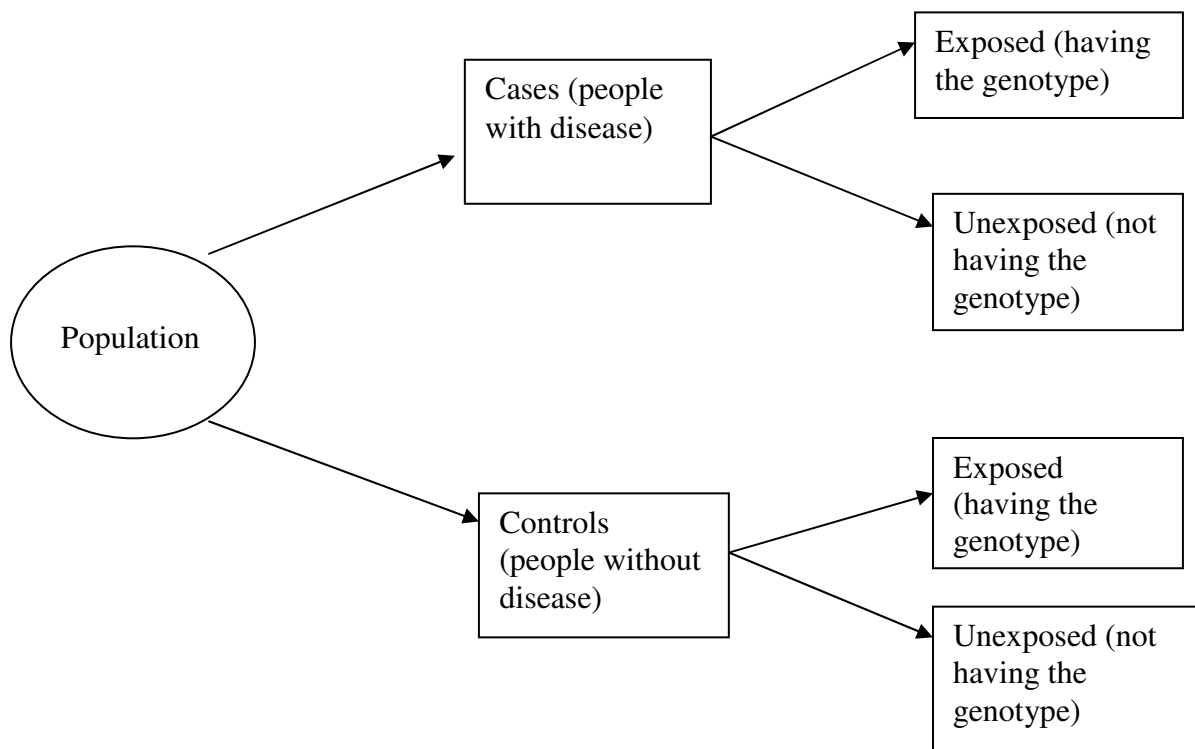 Population
Cases (people
with disease)
Exposed (having
the genotype)
Unexposed (not
having the
genotype)
Controls
(people without
disease)
Exposed
(having the
genotype)
Unexposed (not
having the
genotype)